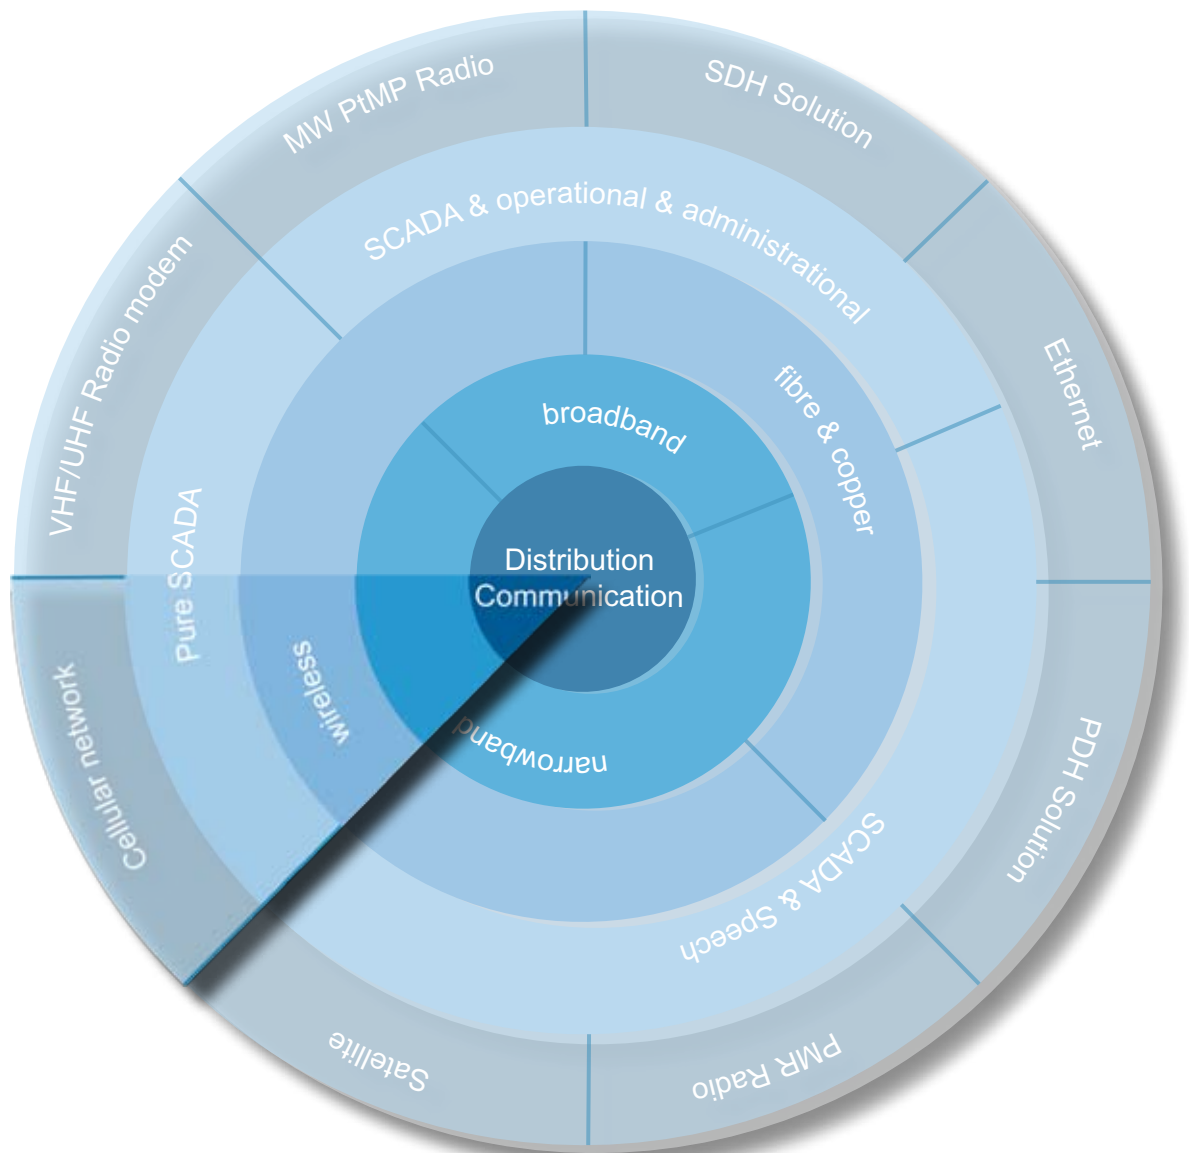 MW PtMP Radio
SDH Solution
SCADA & operational & administrational
VHF/UHF Radio modem
Ethernet
fibre & copper
broadband
Pure SCADA
Distribution
Communication
wireless
narrowband
Cellular network
PDH Solution
SCADA & Speech
Satellite
PMR Radio